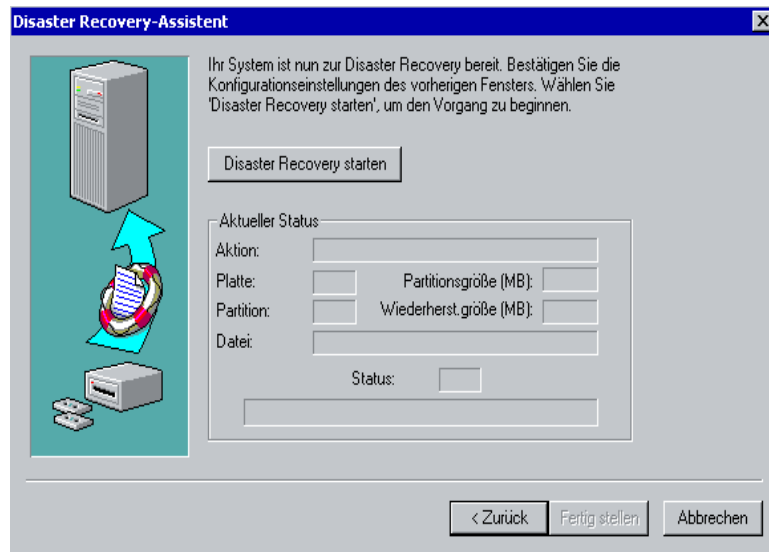 Disaster Recovery-Assistent
Ihr System ist nun zur Disaster Recovery bereit. Bestätigen Sie die
Konfigurationseinstellungen des vorherigen Fensters. Wählen Sie
'Disaster Recovery starten', um den Vorgang zu beginnen.
Disaster Recovery starten
Aktueller Status
Aktion:
Platte: Partitionsgröße (MB):
Partition: Wiederherst.größe (MB):
Datei:
Status:
< Zurück Fertig stellen Abbrechen